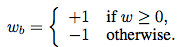 w_b = { +1 if w ≥ 0,
−1 otherwise.